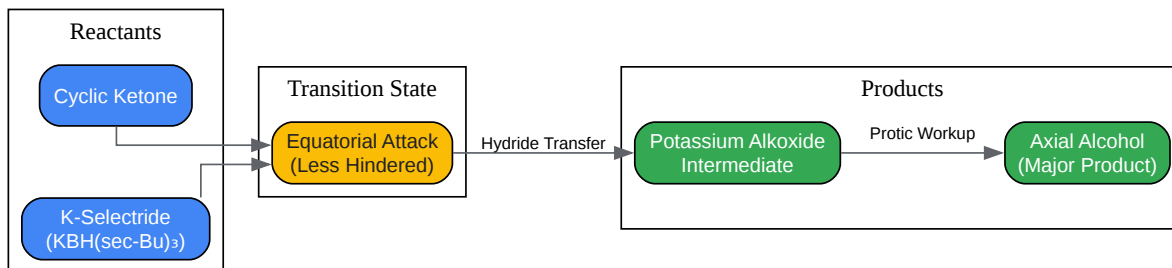 Reactants
Cyclic Ketone
K-Selectride
(KBH(sec-Bu)₃)
Transition State
Equatorial Attack
(Less Hindered)
Hydride Transfer
Products
Potassium Alkoxide
Intermediate
Protic Workup
Axial Alcohol
(Major Product)